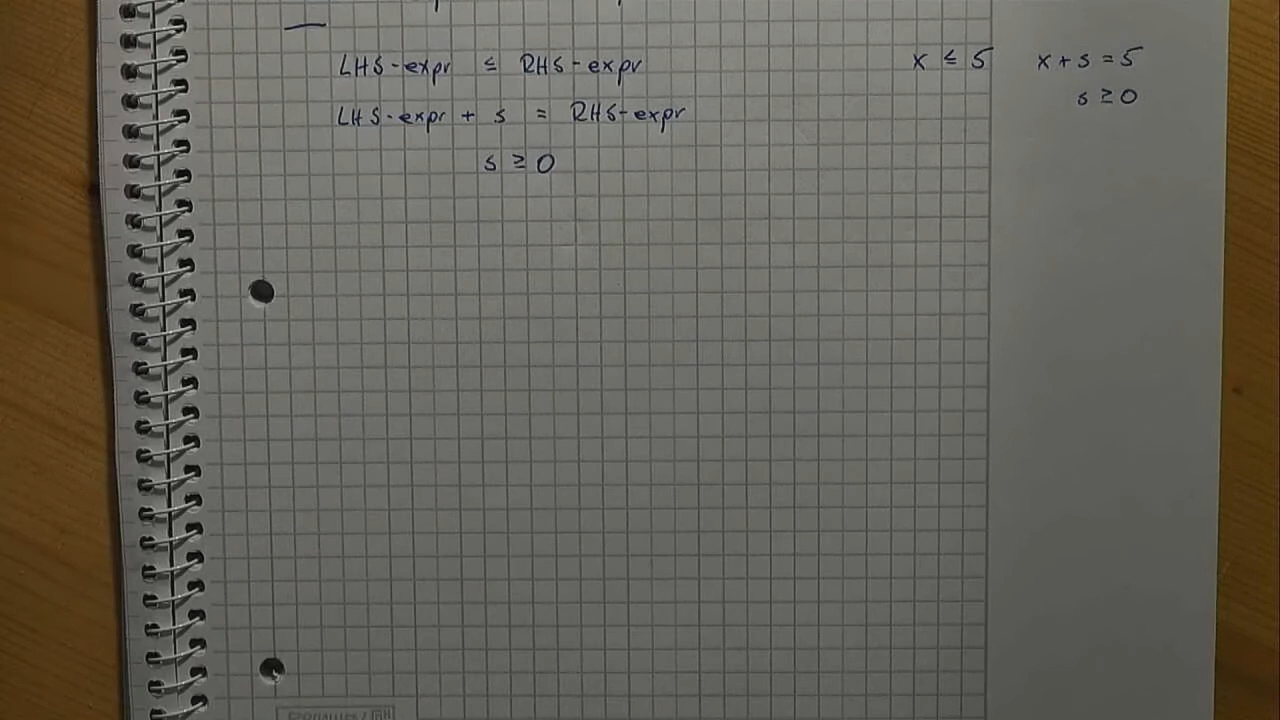 LHS-expr ≤ RHS-expr
LHS-expr + s = RHS-expr
s ≥ 0
x ≤ 5 x + s = 5
s ≥ 0